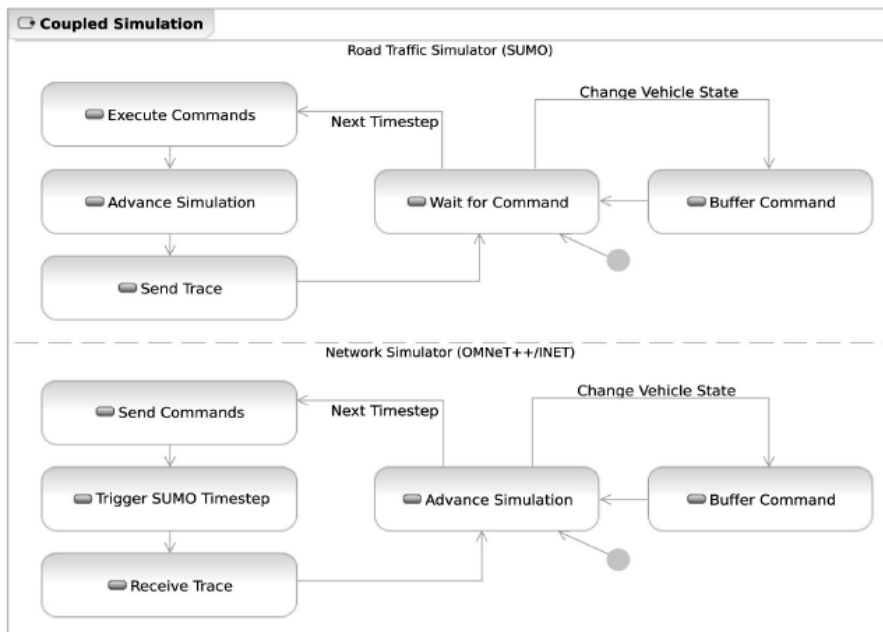 Coupled Simulation
Road Traffic Simulator (SUMO)
Change Vehicle State
Execute Commands
Next Timestep
Advance Simulation
Wait for Command
Buffer Command
Send Trace
Network Simulator (OMNeT++/INET)
Change Vehicle State
Send Commands
Next Timestep
Trigger SUMO Timestep
Advance Simulation
Buffer Command
Receive Trace